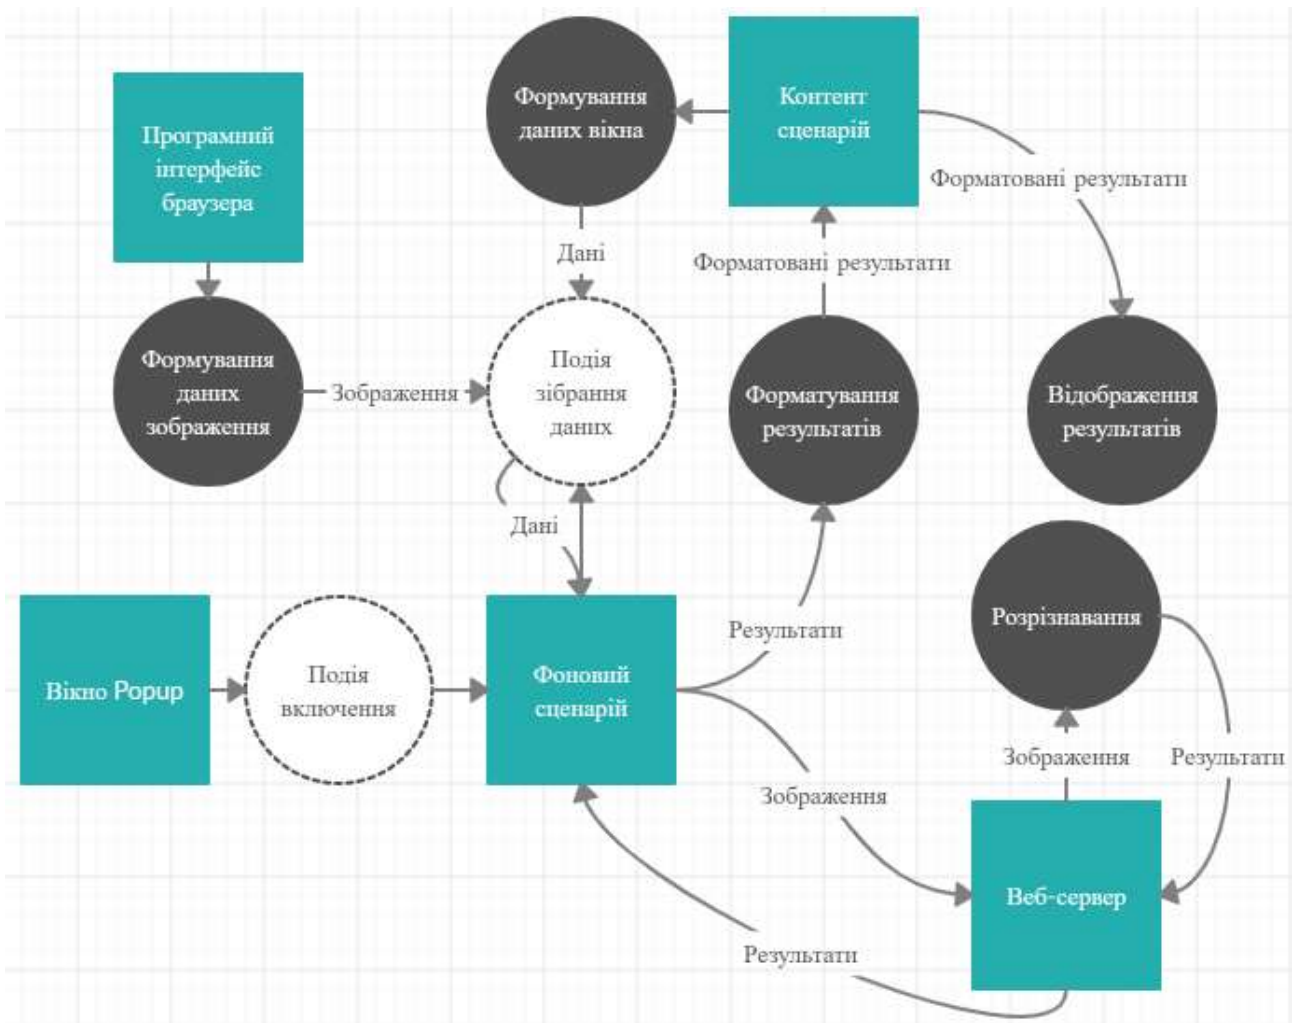 Формування
даних вікна
Контент
сценарій
Програмний
інтерфейс
браузера
Форматовані результати
Дані
Форматовані результати
Формування
даних
зображення
Зображення
Подія
зібрання
даних
Форматування
результатів
Відображення
результатів
Дані
Розрізнавання
Результати
Вікно Popup
Подія
включення
Фоновий
сценарій
Зображення
Результати
Зображення
Веб-сервер
Результати